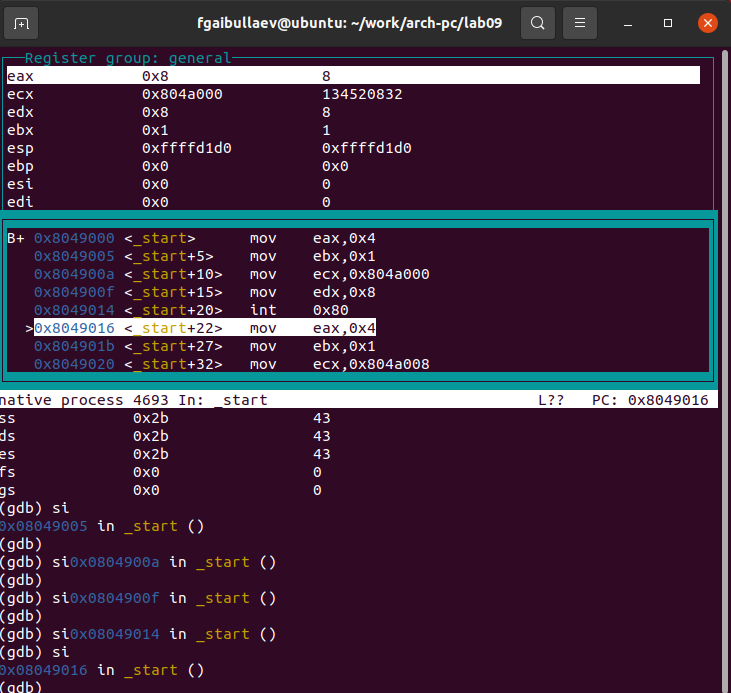 fgaibullaev@ubuntu: ~/work/arch-pc/lab09
Register group: general
eax 0x8 8
ecx 0x804a000 134520832
edx 0x8 8
ebx 0x1 1
esp 0xffffd1d0 0xffffd1d0
ebp 0x0 0x0
esi 0x0 0
edi 0x0 0
B+ 0x8049000 <_start> mov eax,0x4
0x8049005 <_start+5> mov ebx,0x1
0x804900a <_start+10> mov ecx,0x804a000
0x804900f <_start+15> mov edx,0x8
0x8049014 <_start+20> int 0x80
>0x8049016 <_start+22> mov eax,0x4
0x804901b <_start+27> mov ebx,0x1
0x8049020 <_start+32> mov ecx,0x804a008
native process 4693 In: _start L?? PC: 0x8049016
ss 0x2b 43
ds 0x2b 43
es 0x2b 43
fs 0x0 0
gs 0x0 0
(gdb) si
0x08049005 in _start ()
(gdb)
(gdb) si0x0804900a in _start ()
(gdb)
(gdb) si0x0804900f in _start ()
(gdb)
(gdb) si0x08049014 in _start ()
(gdb) si
0x08049016 in _start ()
(gdb)